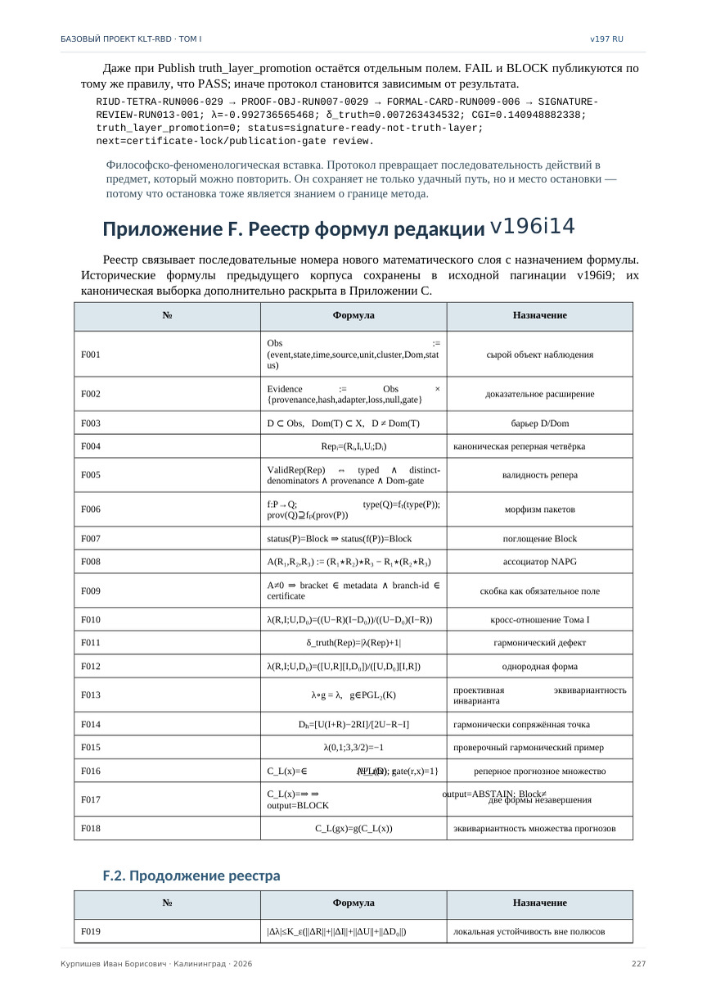 БАЗОВЫЙ ПРОЕКТ KLT-RBD · ТОМ I
v197 RU
Даже при Publish truth_layer_promotion остаётся отдельным полем. FAIL и BLOCK публикуются по
тому же правилу, что PASS; иначе протокол становится зависимым от результата.
RIUD-TETRA-RUN006-029 → PROOF-OBJ-RUN007-0029 → FORMAL-CARD-RUN009-006 → SIGNATURE-
REVIEW-RUN013-001; λ=-0.992736565468; δ_truth=0.007263434532; CGI=0.140948882338;
truth_layer_promotion=0; status=signature-ready-not-truth-layer;
next=certificate-lock/publication-gate review.
Философско-феноменологическая вставка. Протокол превращает последовательность действий в
предмет, который можно повторить. Он сохраняет не только удачный путь, но и место остановки —
потому что остановка тоже является знанием о границе метода.
Приложение F. Реестр формул редакции v196i14
Реестр связывает последовательные номера нового математического слоя с назначением формулы.
Исторические формулы предыдущего корпуса сохранены в исходной пагинации v196i9; их
каноническая выборка дополнительно раскрыта в Приложении C.
№ Формула Назначение
F001 Obs := (event,state,time,source,unit,cluster,Dom,status) сырой объект наблюдения
F002 Evidence := Obs × {provenance,hash,adapter,loss,null,gate} доказательное расширение
F003 D ⊂ Obs, Dom(T) ⊂ X, D ≠ Dom(T) барьер D/Dom
F004 Repᵢ=(Rᵢ,Iᵢ,Uᵢ;Dᵢ) каноническая реперная четвёрка
F005 ValidRep(Rep) ⇔ typed ∧ distinct-denominators ∧ provenance ∧ Dom-gate валидность репера
F006 f:P→Q; type(Q)=fₜ(type(P)); prov(Q)⊇fₚ(prov(P)) морфизм пакетов
F007 status(P)=Block ⇒ status(f(P))=Block поглощение Block
F008 A(R₁,R₂,R₃) := (R₁⋆R₂)⋆R₃ − R₁⋆(R₂⋆R₃) ассоциатор NAPG
F009 A≠0 ⇒ bracket ∈ metadata ∧ branch-id ∈ certificate скобка как обязательное поле
F010 λ(R,I;U,D₀)=((U−R)(I−D₀))/((U−D₀)(I−R)) кросс-отношение Тома I
F011 δ_truth(Rep)=|λ(Rep)+1| гармонический дефект
F012 λ(R,I;U,D₀)=([U,R][I,D₀])/([U,D₀][I,R]) однородная форма
F013 λ∘g = λ, g∈PGL₂(K) проективная эквивариантность инварианта
F014 Dₕ=[U(I+R)−2RI]/[2U−R−I] гармонически сопряжённая точка
F015 λ(0,1;3,3/2)=−1 проверочный гармонический пример
F016 C_L(x)=∈ gate(r,x)=1} реперное прогнозное множество
F017 C_L(x)=⇒ ⇒ output=ABSTAIN; Block≠ output=BLOCK две формы незавершения
F018 C_L(gx)=g(C_L(x)) эквивариантность множества прогнозов
F.2. Продолжение реестра
№ Формула Назначение
F019 |Δλ|≤K_ε(||ΔR||+||ΔI||+||ΔU||+||ΔD₀||) локальная устойчивость вне полюсов
Курпишев Иван Борисович · Калининград · 2026
227